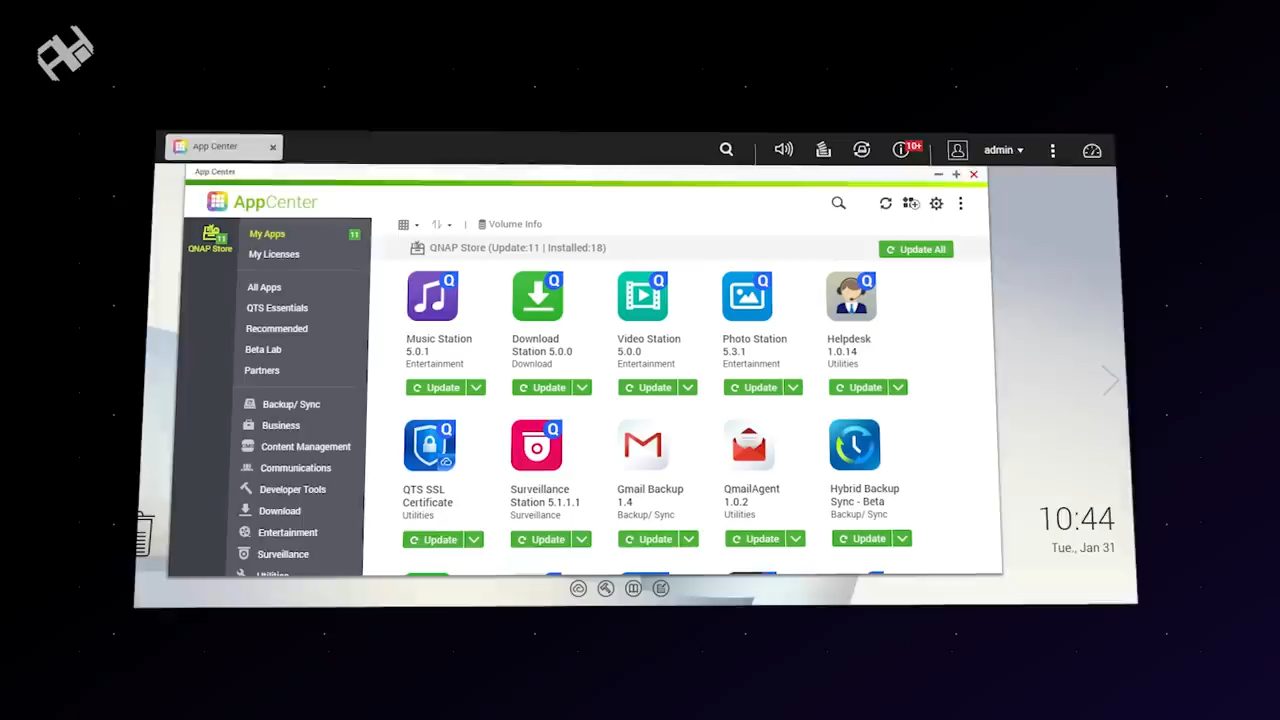 App Center
10+
admin
App Center
AppCenter
QNAP Store
11
My Apps
11
My Licenses
All Apps
QTS Essentials
Recommended
Beta Lab
Partners
Backup/ Sync
Business
Content Management
Communications
Developer Tools
Download
Entertainment
Surveillance
Utilities
Volume Info
QNAP Store (Update:11 | Installed:18)
Update All
Music Station
5.0.1
Entertainment
Update
Download
Station 5.0.0
Download
Update
Video Station
5.0.0
Entertainment
Update
Photo Station
5.3.1
Entertainment
Update
Helpdesk
1.0.14
Utilities
Update
QTS SSL
Certificate
Utilities
Update
Surveillance
Station 5.1.1.1
Surveillance
Update
Gmail Backup
1.4
Backup/ Sync
Update
QmailAgent
1.0.2
Utilities
Update
Hybrid Backup
Sync - Beta
Backup/ Sync
Update
10:44
Tue., Jan 31